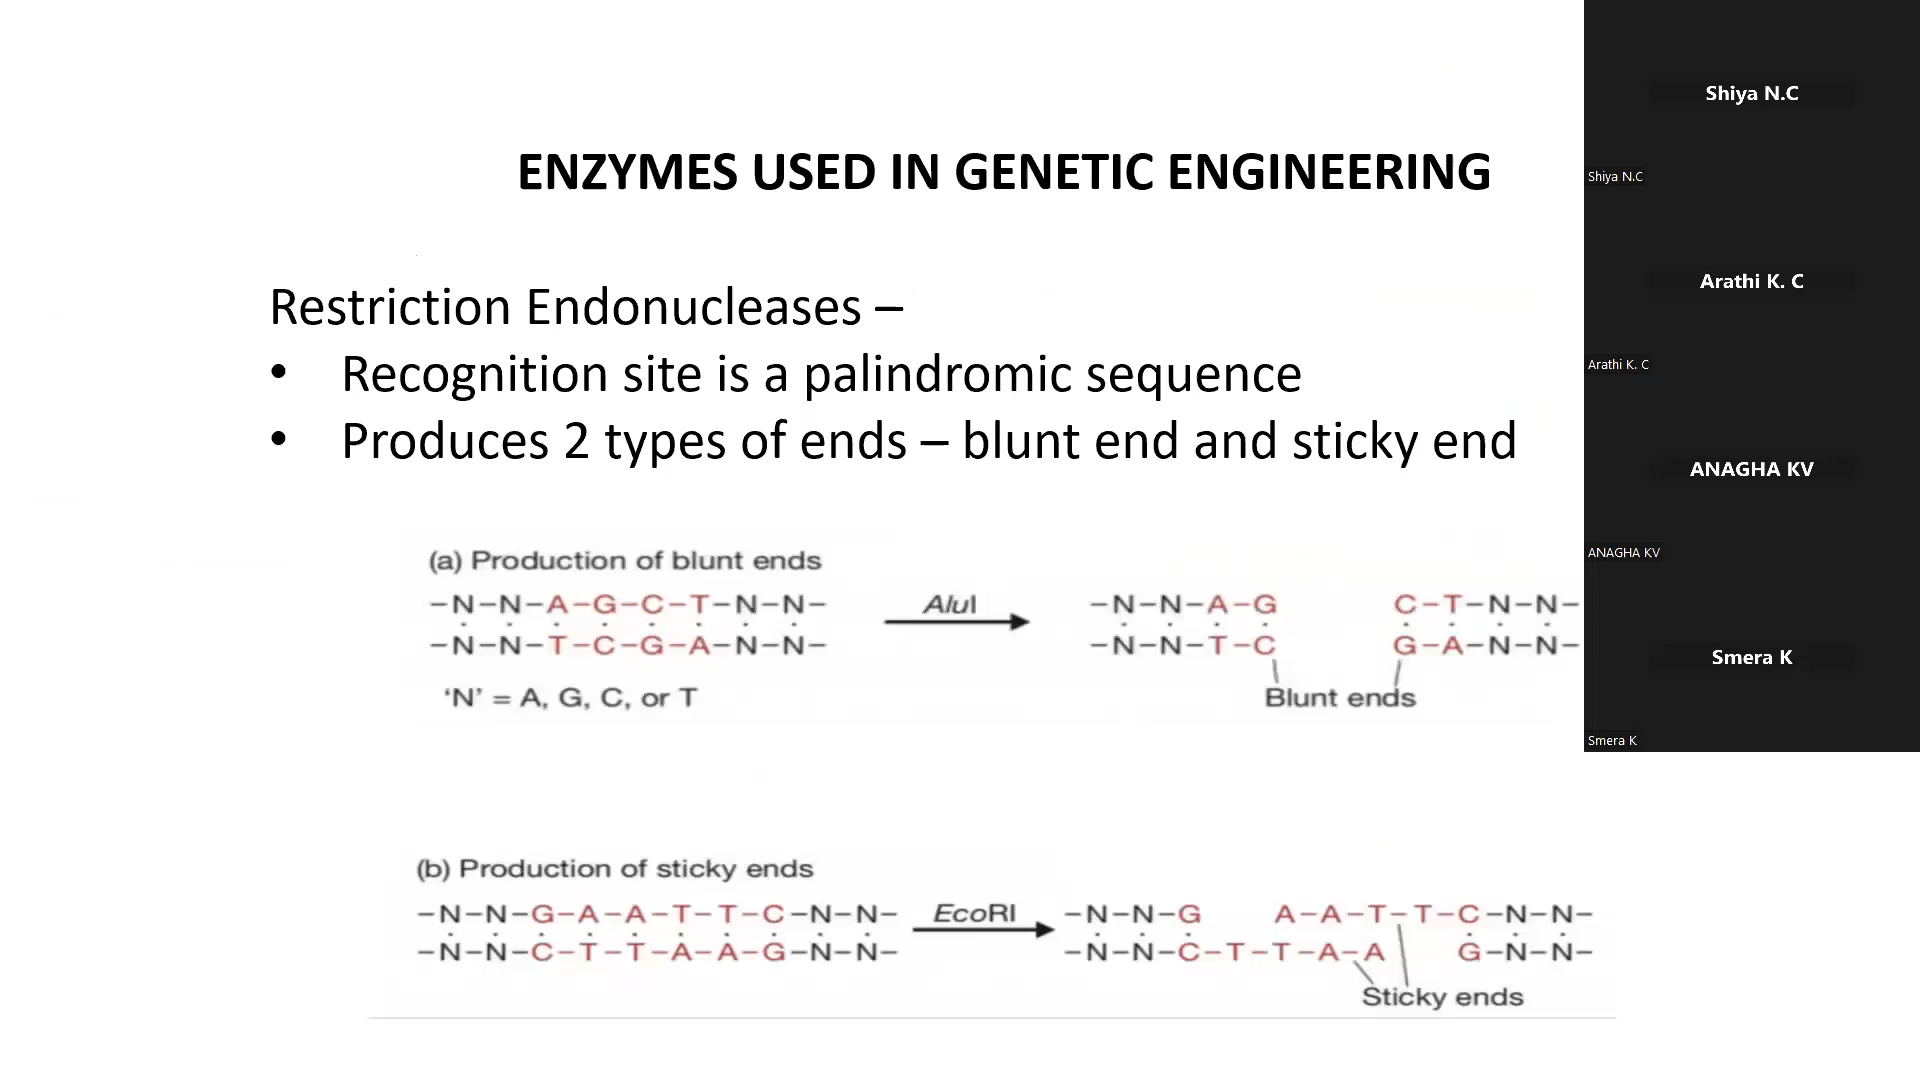 ENZYMES USED IN GENETIC ENGINEERING
Restriction Endonucleases –
• Recognition site is a palindromic sequence
• Produces 2 types of ends – blunt end and sticky end
(a) Production of blunt ends
–N–N–A–G–C–T–N–N–
–N–N–T–C–G–A–N–N–
AluI
–N–N–A–G C–T–N–N–
–N–N–T–C G–A–N–N–
'N' = A, G, C, or T
Blunt ends
(b) Production of sticky ends
–N–N–G–A–A–T–T–C–N–N–
–N–N–C–T–T–A–A–G–N–N–
EcoRI
–N–N–G A–A–T–T–C–N–N–
–N–N–C–T–T–A–A G–N–N–
Sticky ends
Shiya N.C
Shiya N.C
Arathi K. C
Arathi K. C
ANAGHA KV
ANAGHA KV
Smera K
Smera K